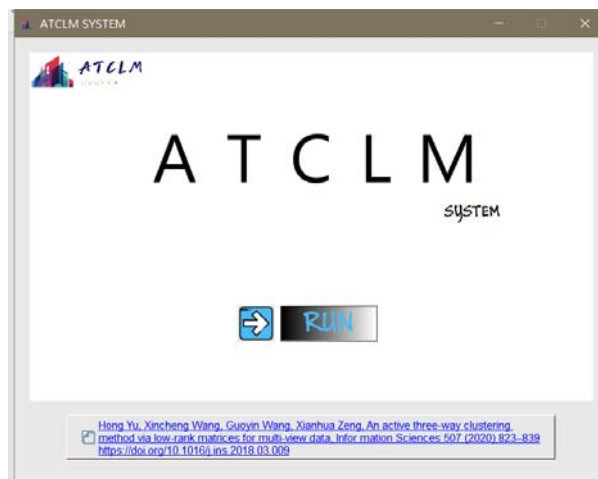 ATCLM SYSTEM
ATCLM
A T C L M
SYSTEM
RUN
Hong Yu, Xincheng Wang, Guoyin Wang, Xianhua Zeng, An active three-way clustering
method via low-rank matrices for multi-view data, Infor mation Sciences 507 (2020) 823–839
https://doi.org/10.1016/j.ins.2018.03.009